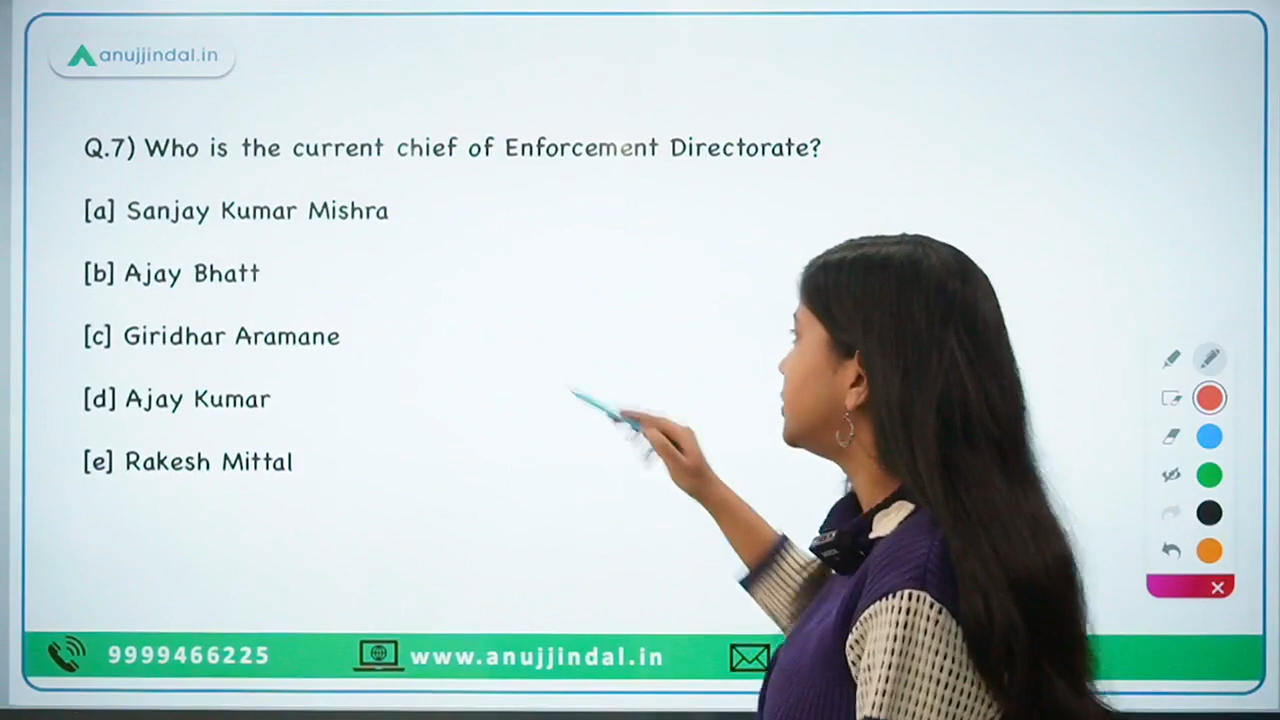 anujjindal.in
Q.7) Who is the current chief of Enforcement Directorate?
[a] Sanjay Kumar Mishra
[b] Ajay Bhatt
[c] Giridhar Aramane
[d] Ajay Kumar
[e] Rakesh Mittal
9999466225
www.anujjindal.in